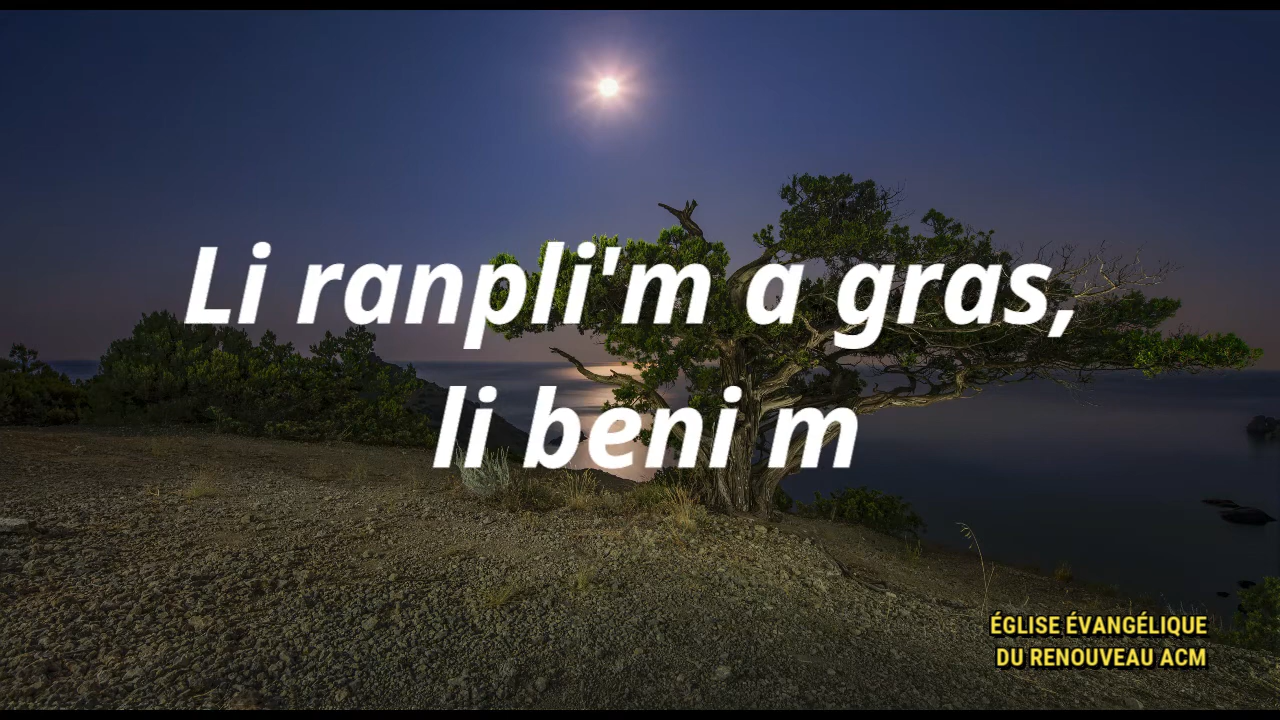 Li ranpli'm a gras,
li beni m
ÉGLISE ÉVANGÉLIQUE
DU RENOUVEAU ACM